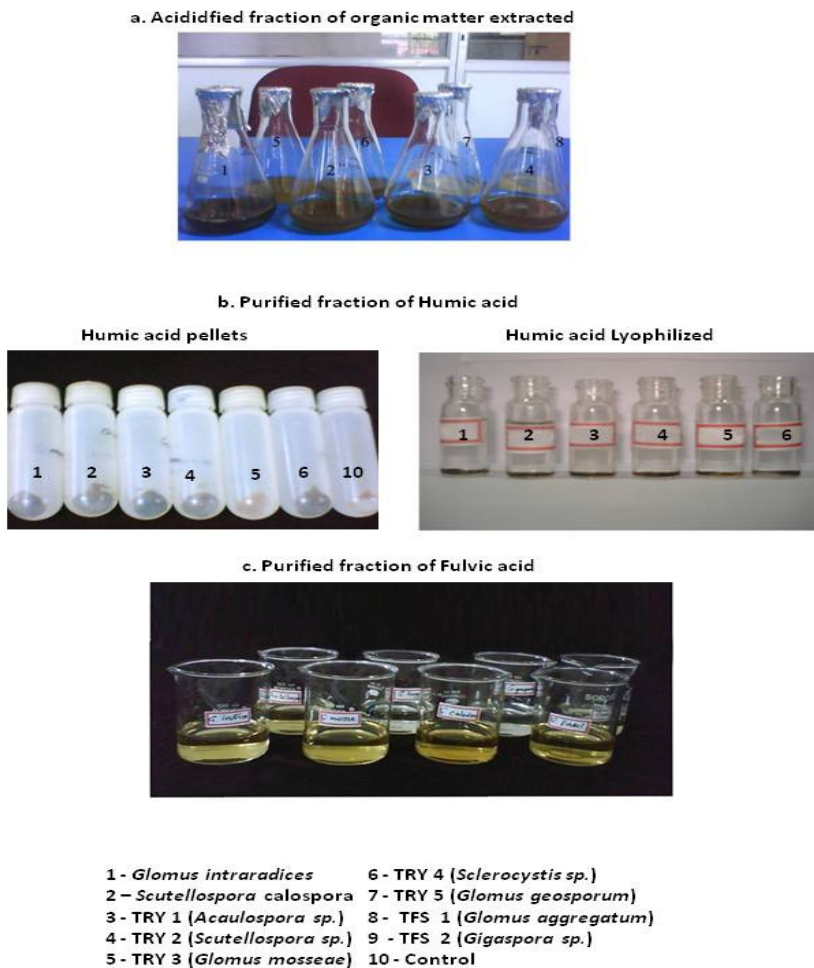 a. Acididfied fraction of organic matter extracted
1
5
2
6
3
7
4
8
b. Purified fraction of Humic acid
Humic acid pellets
Humic acid Lyophilized
1 2 3 4 5 6 10
1 2 3 4 5 6
c. Purified fraction of Fulvic acid
1 - Glomus intraradices
2 – Scutellospora calospora
3 - TRY 1 (Acaulospora sp.)
4 - TRY 2 (Scutellospora sp.)
5 - TRY 3 (Glomus mosseae)
6 - TRY 4 (Sclerocystis sp.)
7 - TRY 5 (Glomus geosporum)
8 - TFS 1 (Glomus aggregatum)
9 - TFS 2 (Gigaspora sp.)
10 - Control